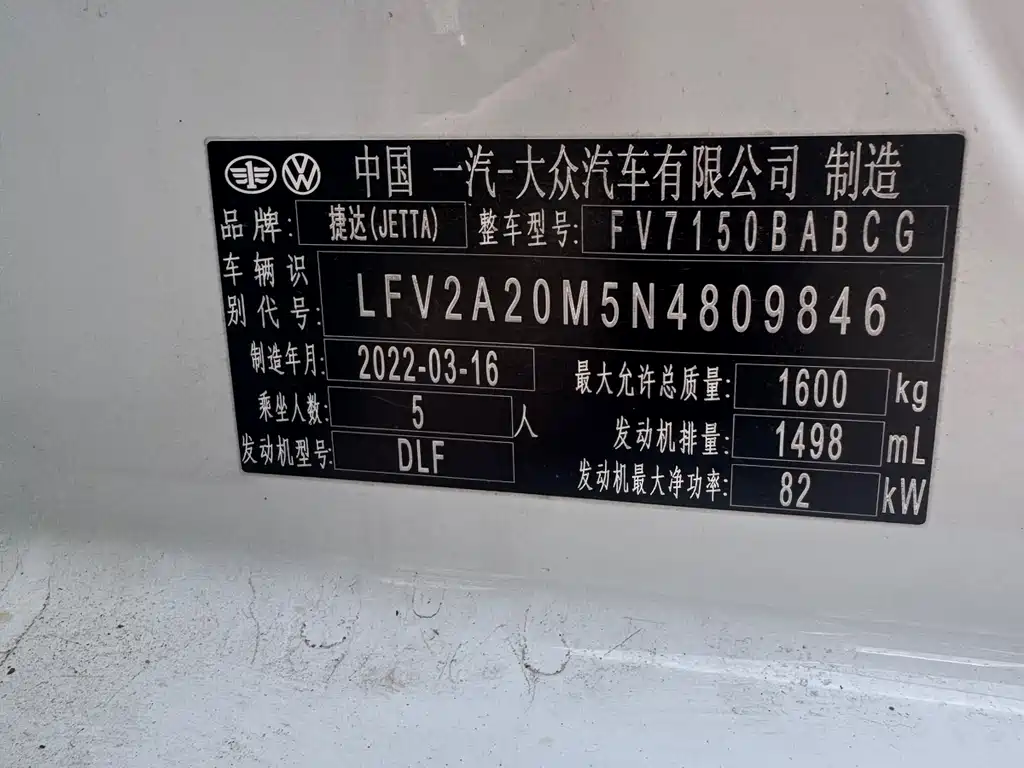 中国 一汽-大众汽车有限公司 制造
品牌: 捷达(JETTA) 整车型号: FV7150BABCG
车辆识别代号: LFV2A20M5N4809846
制造年月: 2022-03-16 最大允许总质量: 1600 kg
乘坐人数: 5 人 发动机排量: 1498 mL
发动机型号: DLF 发动机最大净功率: 82 kW